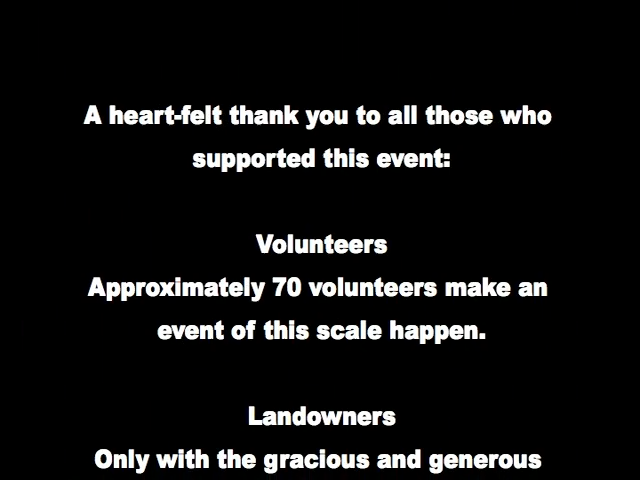 A heart-felt thank you to all those who
supported this event:
Volunteers
Approximately 70 volunteers make an
event of this scale happen.
Landowners
Only with the gracious and generous